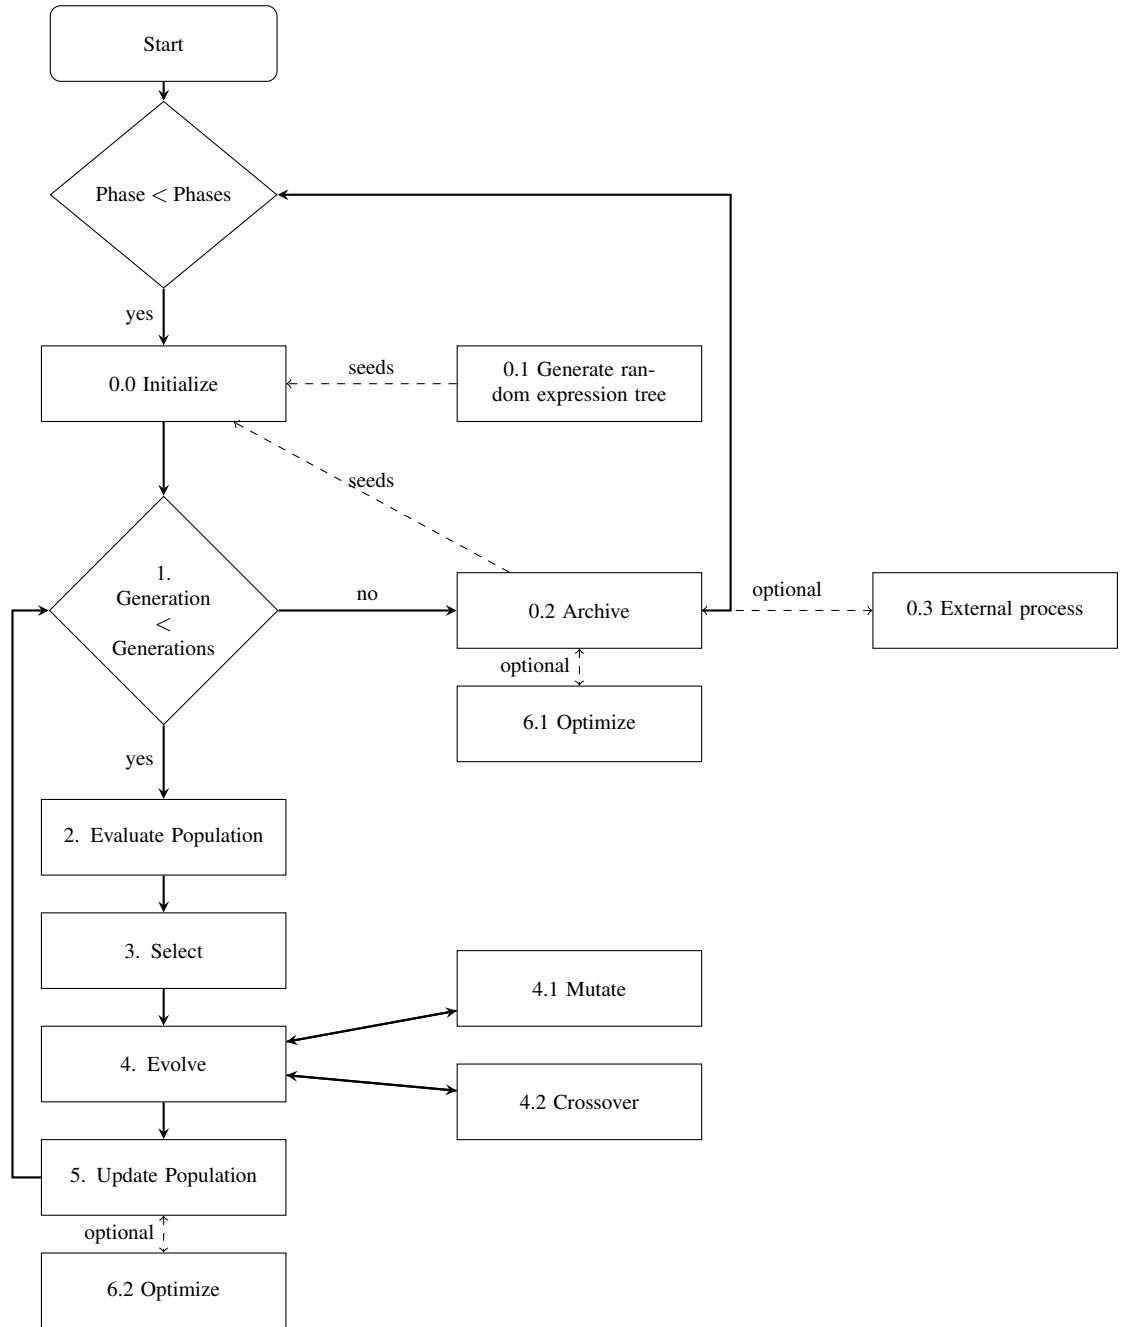 Start
Phase < Phases
yes
0.0 Initialize
seeds
0.1 Generate ran-
dom expression tree
seeds
1.
Generation
<
Generations
no
0.2 Archive
optional
0.3 External process
optional
6.1 Optimize
yes
2. Evaluate Population
3. Select
4.1 Mutate
4. Evolve
4.2 Crossover
5. Update Population
optional
6.2 Optimize